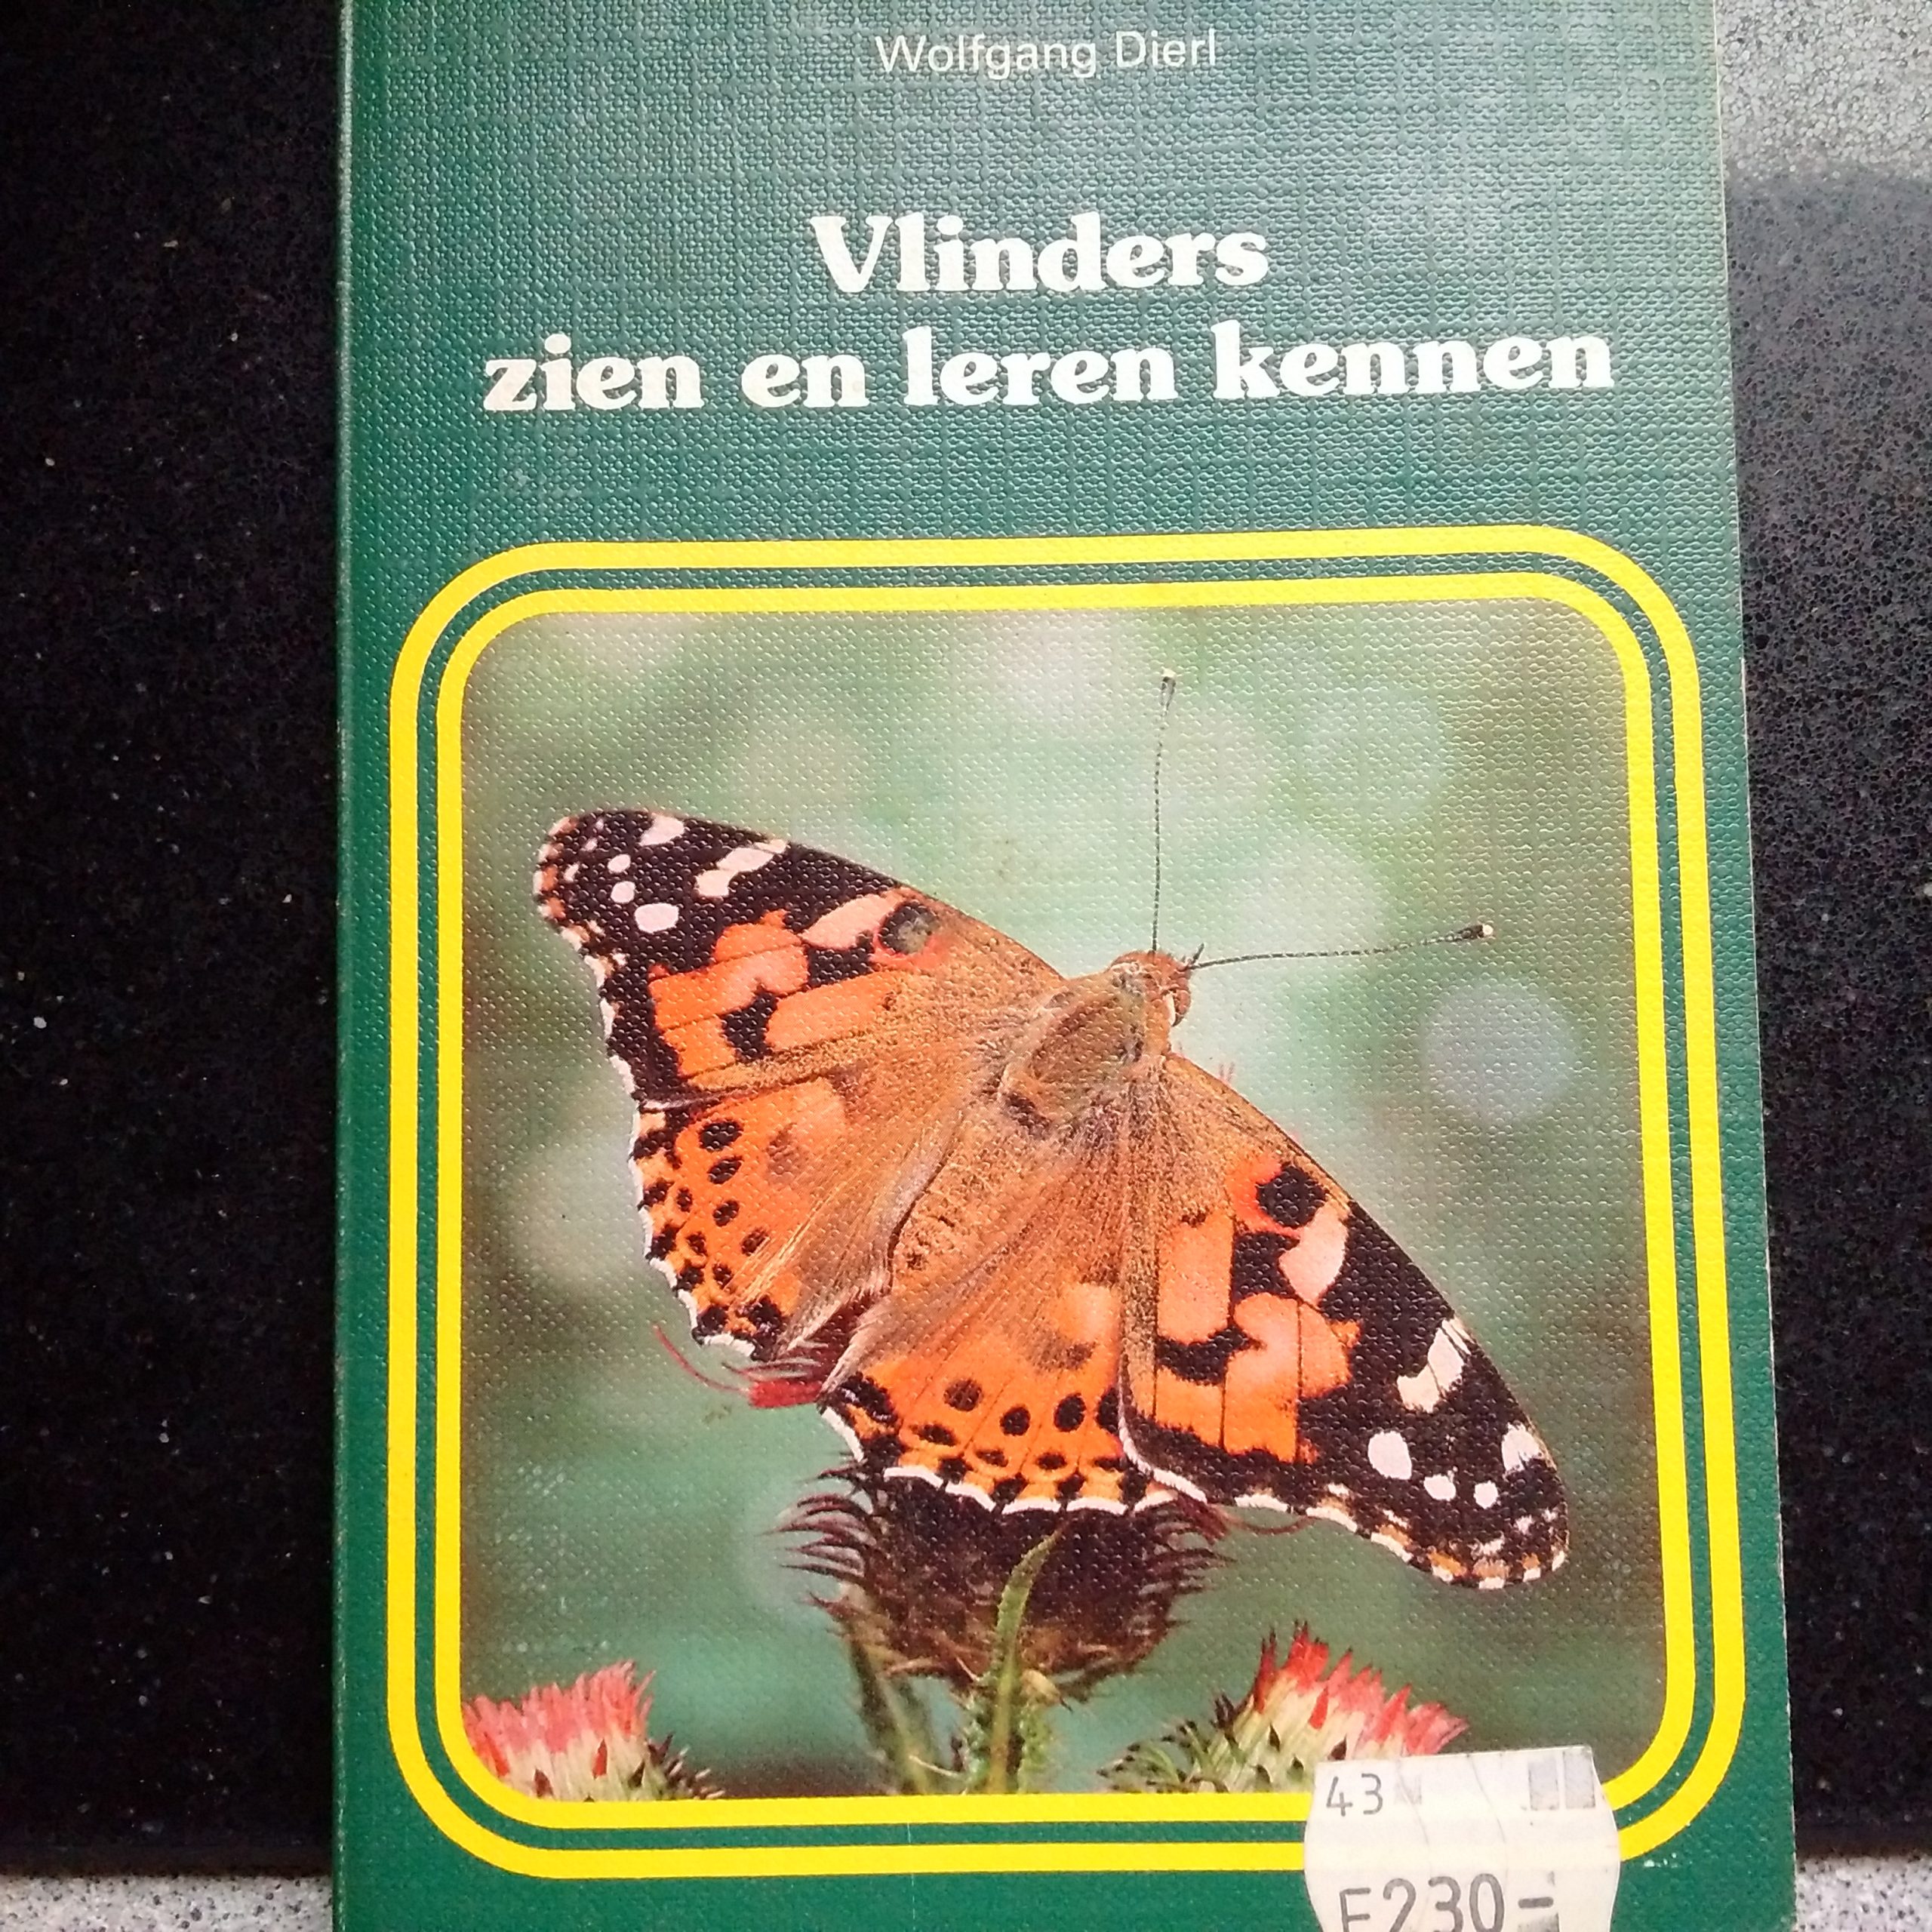 Wolfgang Dierl
Vlinders
zien en leren kennen
43
F230-